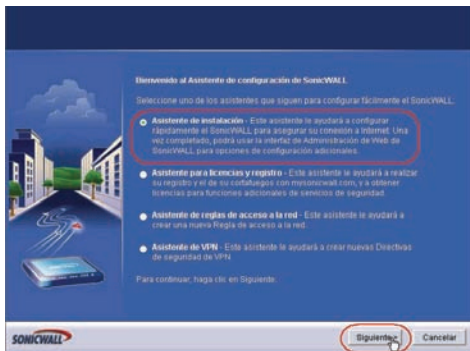 Bienvenido al Asistente de configuración de SonicWALL
Seleccione uno de los asistentes que siguen para configurar fácilmente el SonicWALL.
Asistente de instalación - Este asistente le ayudará a configurar
rápidamente el SonicWALL para asegurar su conexión a Internet. Una
vez completado, podrá usar la interfaz de Administración de Web de
SonicWALL para opciones de configuración adicionales.
Asistente para licencias y registro - Este asistente le ayudará a realizar
su registro y el de su cortafuegos con mysonicwall.com, y a obtener
licencias para funciones adicionales de servicios de seguridad.
Asistente de reglas de acceso a la red - Este asistente le ayudará a
crear una nueva Regla de acceso a la red.
Asistente de VPN - Este asistente le ayudará a crear nuevas Directivas
de seguridad de VPN
Para continuar, haga clic en Siguiente.
SONICWALL
Siguiente >
Cancelar